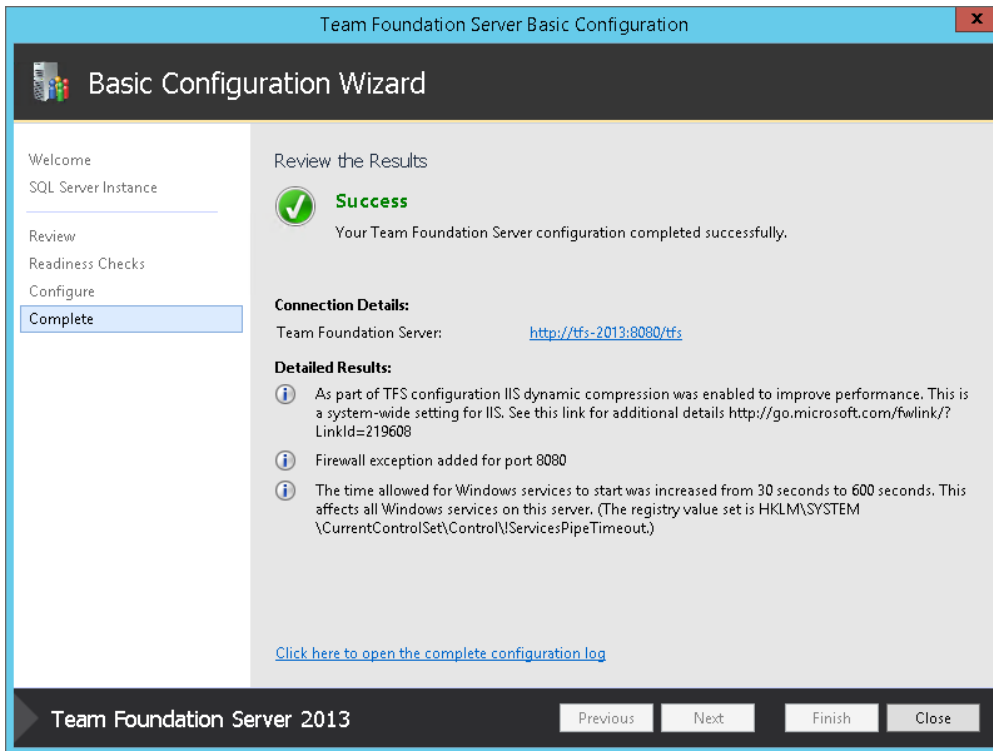 Team Foundation Server Basic Configuration
x
Basic Configuration Wizard
Welcome
SQL Server Instance
Review
Readiness Checks
Configure
Complete
Review the Results
Success
Your Team Foundation Server configuration completed successfully.
Connection Details:
Team Foundation Server: http://tfs-2013:8080/tfs
Detailed Results:
As part of TFS configuration IIS dynamic compression was enabled to improve performance. This is
a system-wide setting for IIS. See this link for additional details http://go.microsoft.com/fwlink/?
LinkId=219608
Firewall exception added for port 8080
The time allowed for Windows services to start was increased from 30 seconds to 600 seconds. This
affects all Windows services on this server. (The registry value set is HKLM\SYSTEM
\CurrentControlSet\Control\!ServicesPipeTimeout.)
Click here to open the complete configuration log
Team Foundation Server 2013
Previous
Next
Finish
Close